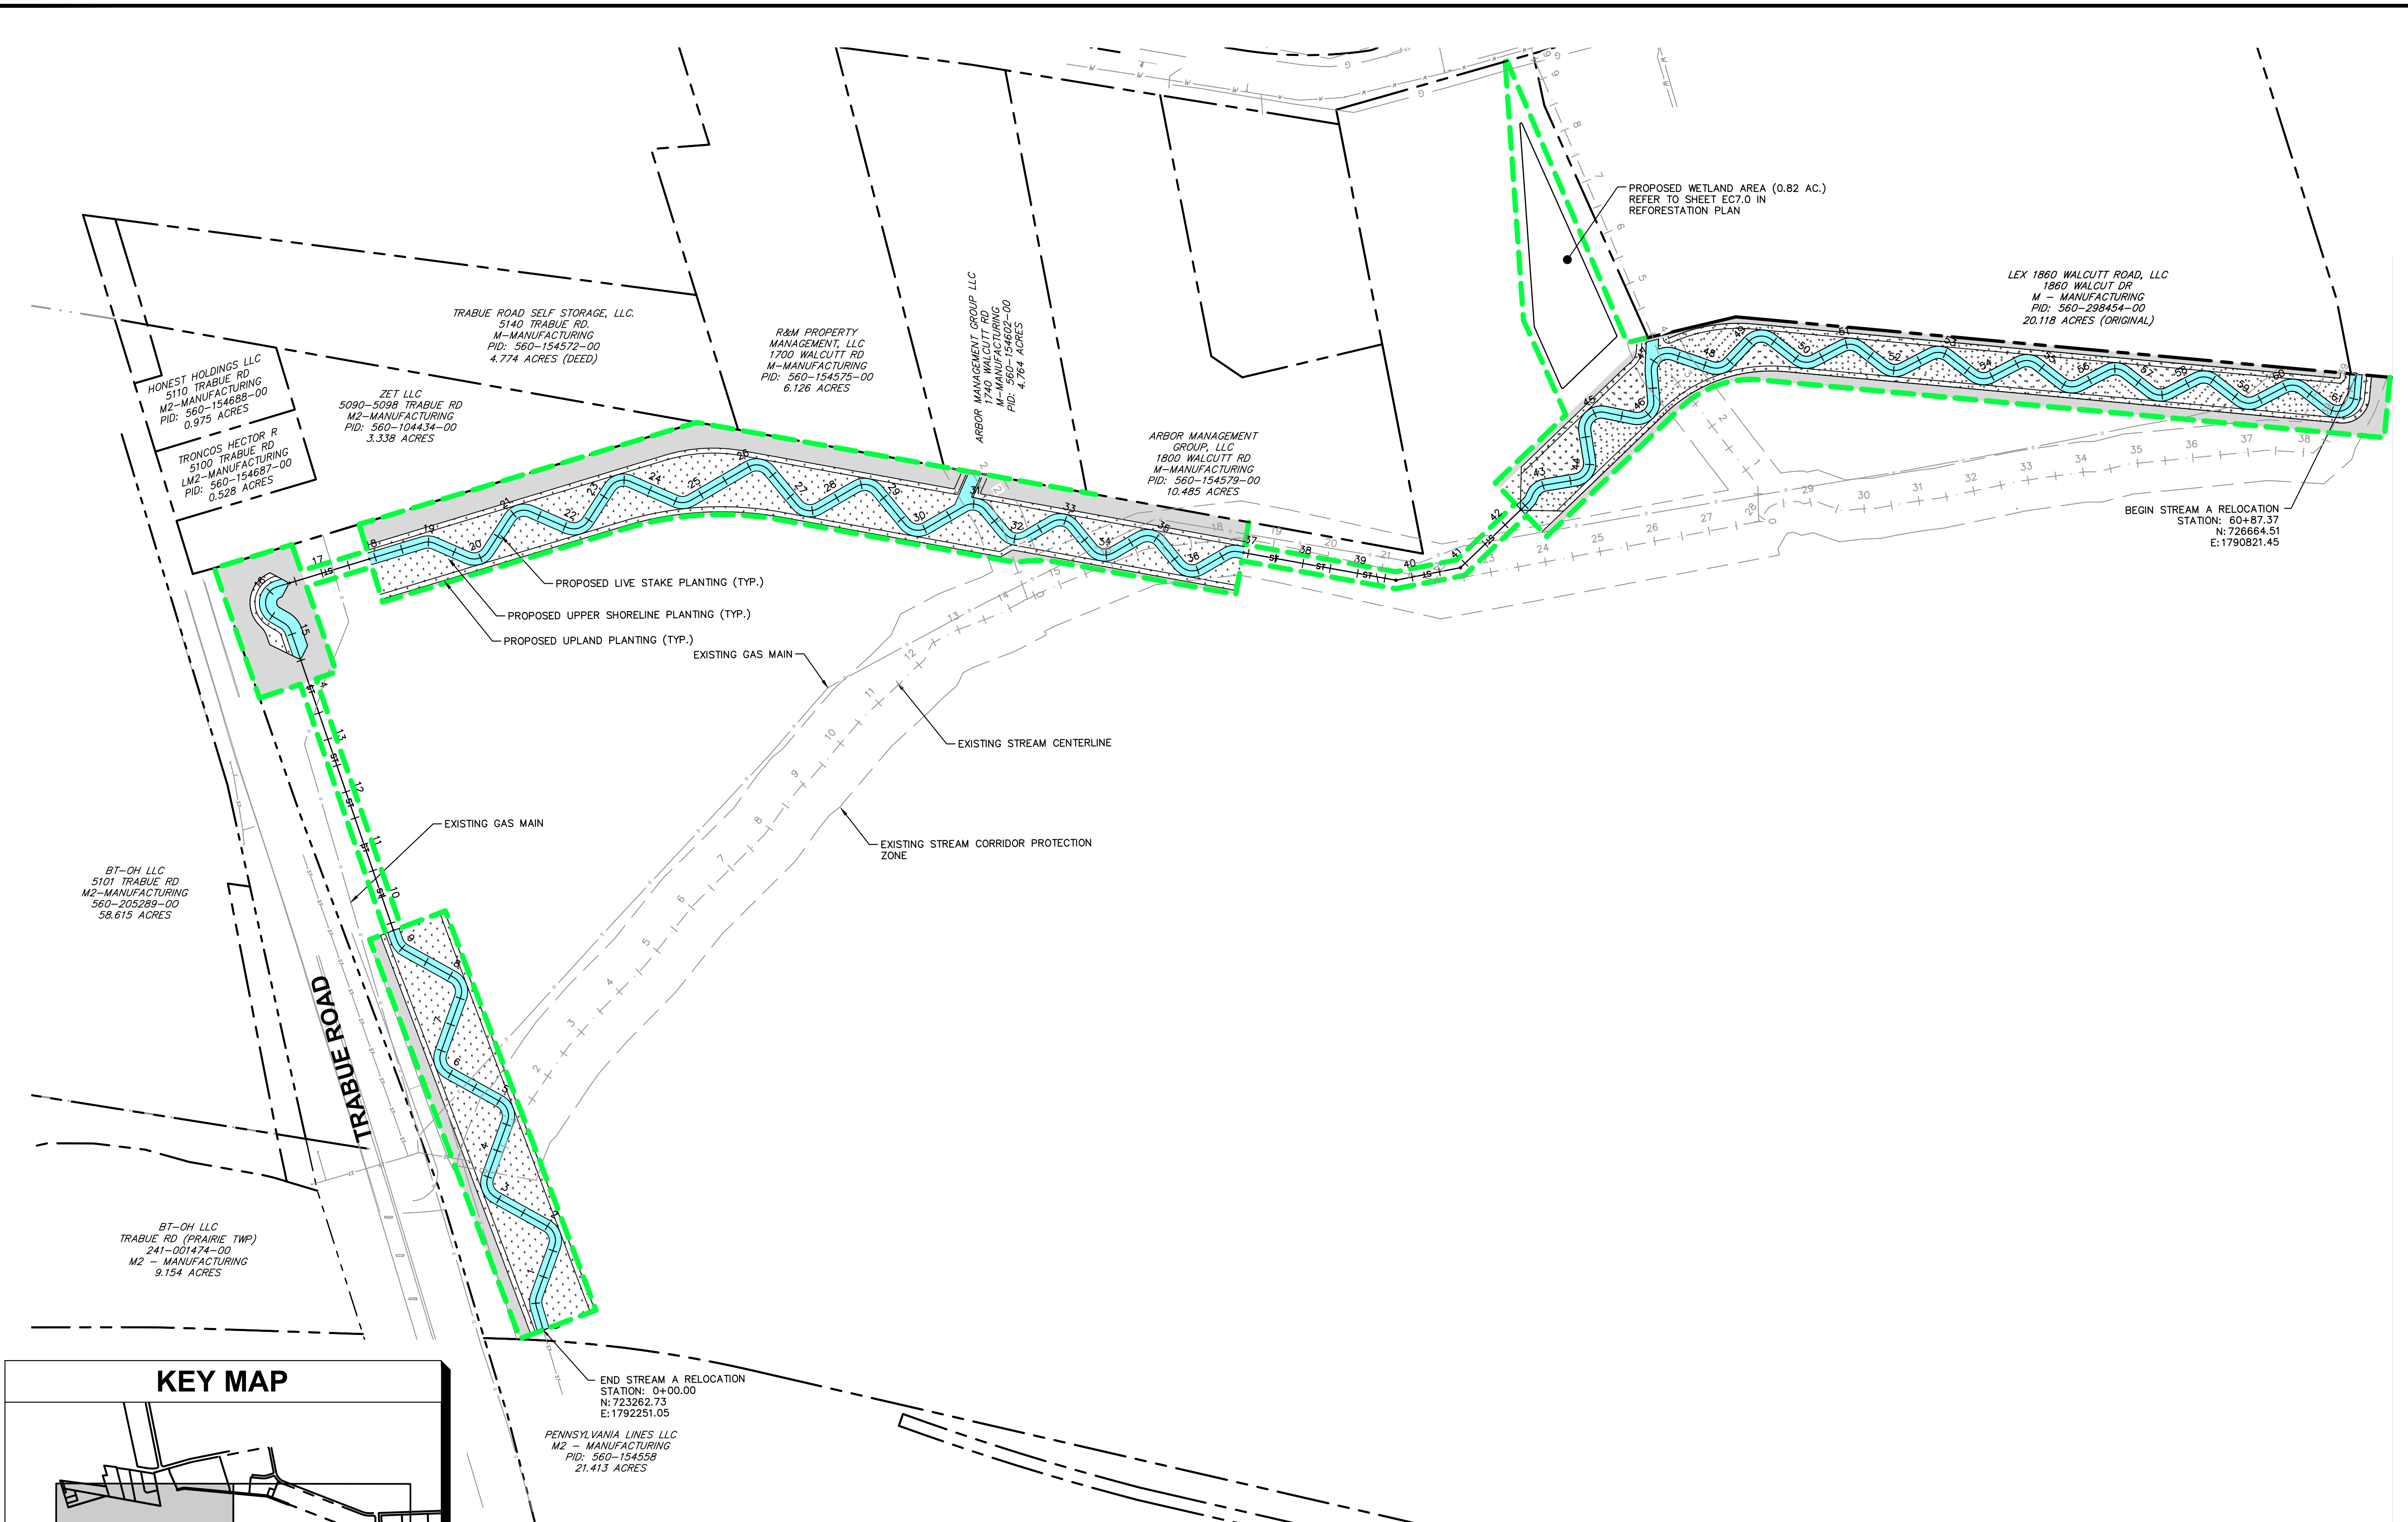 PROPOSED WETLAND AREA (0.82 AC.)
REFER TO SHEET EC7.0 IN
REFORESTATION PLAN
LEX 1860 WALCUTT ROAD, LLC
1860 WALCUT DR
M - MANUFACTURING
PID: 560-298454-00
20.118 ACRES (ORIGINAL)
TRABUE ROAD SELF STORAGE, LLC.
5140 TRABUE RD.
M-MANUFACTURING
PID: 560-154572-00
4.774 ACRES (DEED)
R&M PROPERTY
MANAGEMENT, LLC
1700 WALCUTT RD
M-MANUFACTURING
PID: 560-154575-00
6.126 ACRES
ARBOR MANAGEMENT GROUP LLC
1740 WALCUTT RD
M-MANUFACTURING
PID: 560-154602-00
4.764 ACRES
HONEST HOLDINGS LLC
5110 TRABUE RD
M2-MANUFACTURING
PID: 560-154688-00
0.975 ACRES
ZET LLC
5090-5098 TRABUE RD
M2-MANUFACTURING
PID: 560-104434-00
3.338 ACRES
TRONCOS HECTOR R
5100 TRABUE RD
LM2-MANUFACTURING
PID: 560-154687-00
0.528 ACRES
ARBOR MANAGEMENT
GROUP, LLC
1800 WALCUTT RD
M-MANUFACTURING
PID: 560-154579-00
10.485 ACRES
BEGIN STREAM A RELOCATION
STATION: 60+87.37
N:726664.51
E:1790821.45
PROPOSED LIVE STAKE PLANTING (TYP.)
PROPOSED UPPER SHORELINE PLANTING (TYP.)
PROPOSED UPLAND PLANTING (TYP.)
EXISTING GAS MAIN
EXISTING STREAM CENTERLINE
EXISTING GAS MAIN
EXISTING STREAM CORRIDOR PROTECTION
ZONE
BT-OH LLC
5101 TRABUE RD
M2-MANUFACTURING
560-205289-00
58.615 ACRES
TRABUE ROAD
BT-OH LLC
TRABUE RD (PRAIRIE TWP)
241-001474-00
M2 - MANUFACTURING
9.154 ACRES
END STREAM A RELOCATION
STATION: 0+00.00
N:723262.73
E:1792251.05
PENNSYLVANIA LINES LLC
M2 - MANUFACTURING
PID: 560-154558
21.413 ACRES
KEY MAP